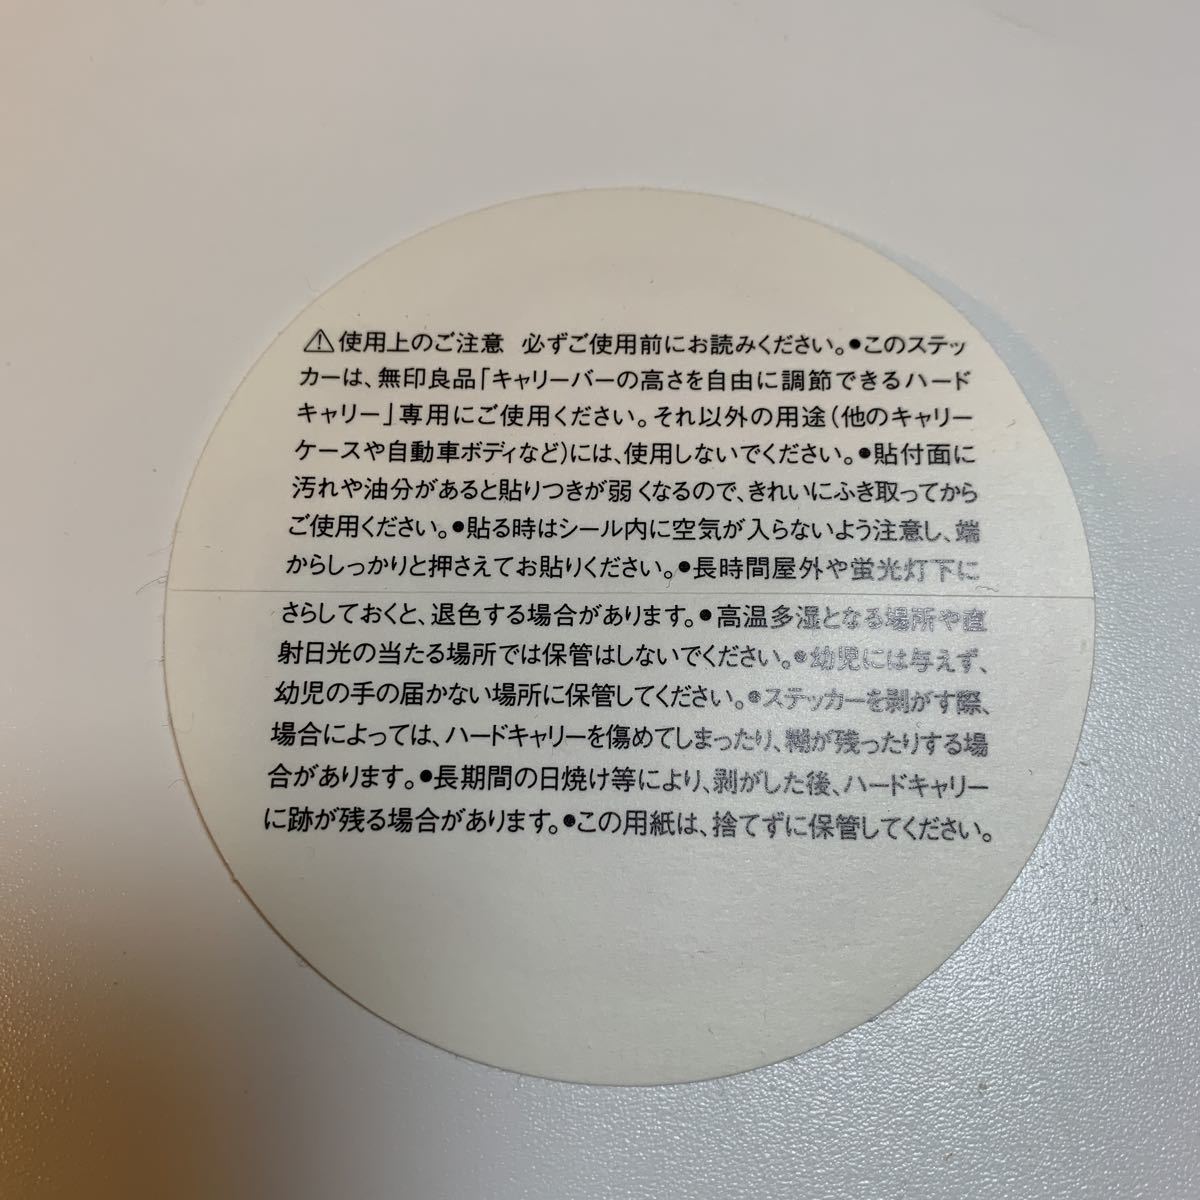 ⚠使用上のご注意 必ずご使用前にお読みください。●このステッ
カーは、無印良品「キャリーバーの高さを自由に調節できるハード
キャリー」専用にご使用ください。それ以外の用途(他のキャリー
ケースや自動車ボディなど)には、使用しないでください。●貼付面に
汚れや油分があると貼りつきが弱くなるので、きれいにふき取ってから
ご使用ください。●貼る時はシール内に空気が入らないよう注意し、端
からしっかりと押さえてお貼りください。●長時間屋外や蛍光灯下に
さらしておくと、退色する場合があります。●高温多湿となる場所や直
射日光の当たる場所では保管はしないでください。●幼児には与えず、
幼児の手の届かない場所に保管してください。●ステッカーを剥がす際、
場合によっては、ハードキャリーを傷めてしまったり、糊が残ったりする場
合があります。●長期間の日焼け等により、剥がした後、ハードキャリー
に跡が残る場合があります。●この用紙は、捨てずに保管してください。